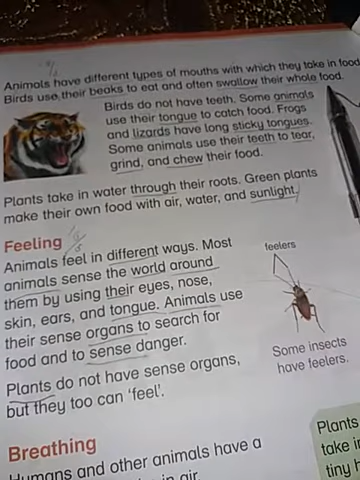 Animals have different types of mouths with which they take in food
Birds use their beaks to eat and often swallow their whole food.
Birds do not have teeth. Some animals
use their tongue to catch food. Frogs
and lizards have long sticky tongues.
Some animals use their teeth to tear,
grind, and chew their food.
Plants take in water through their roots. Green plants
make their own food with air, water, and sunlight.
Feeling
Animals feel in different ways. Most
animals sense the world around
them by using their eyes, nose,
skin, ears, and tongue. Animals use
their sense organs to search for
food and to sense danger.
feelers
Some insects
have feelers.
Plants do not have sense organs,
but they too can 'feel'.
Breathing
Humans and other animals have a
in air
Plants
take in
tiny h